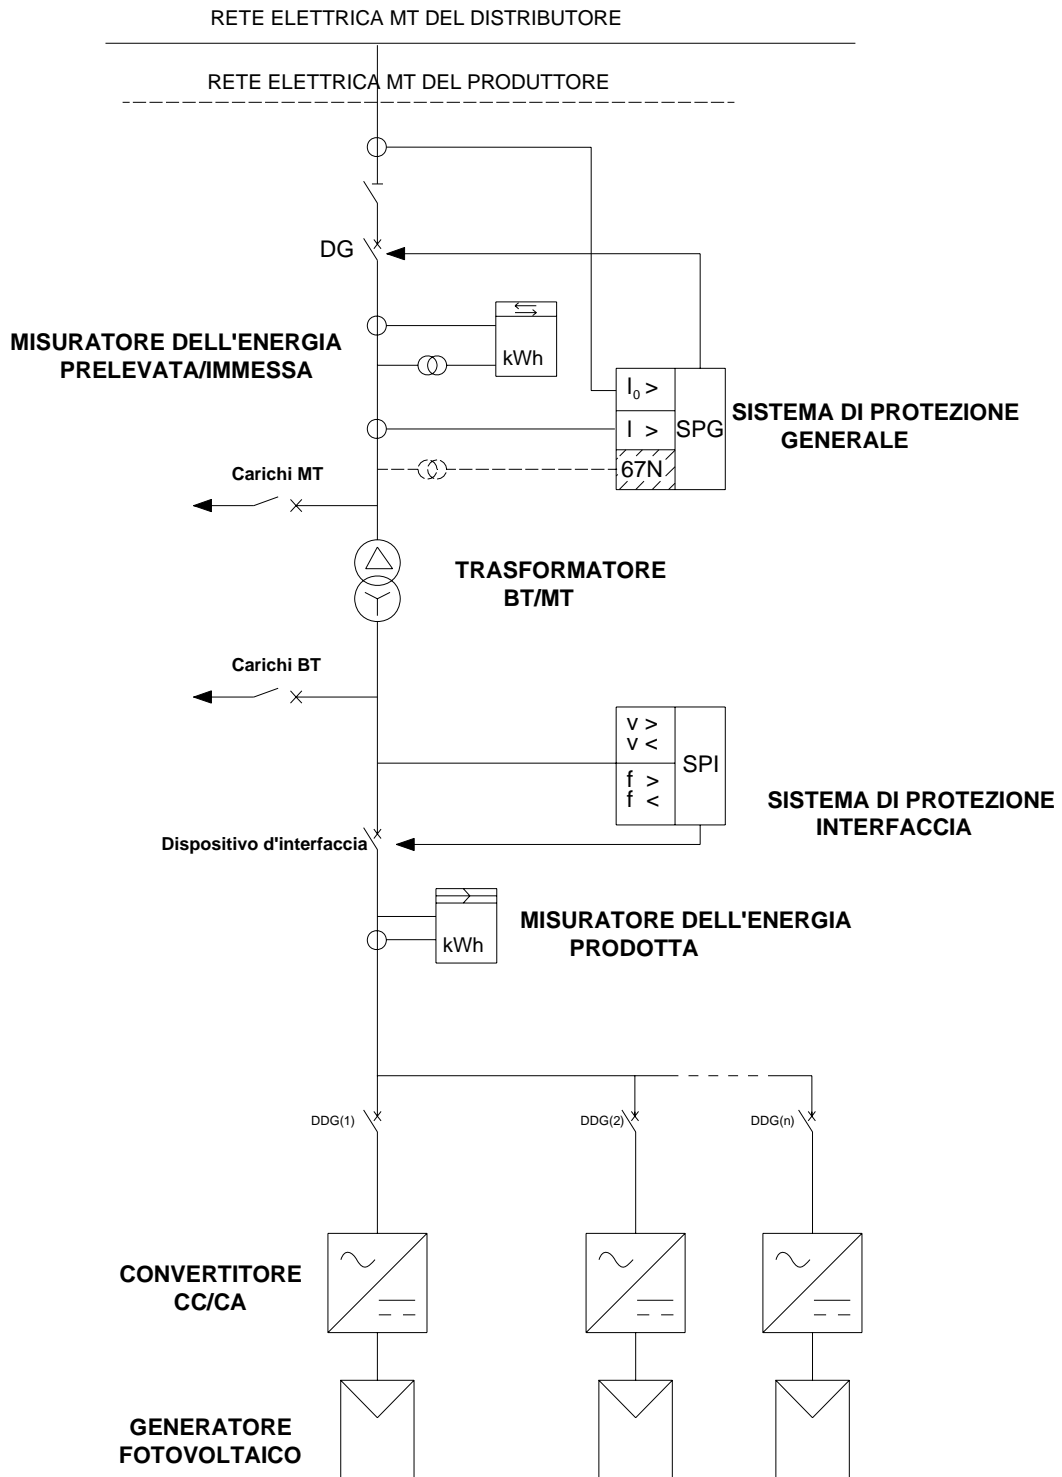 RETE ELETTRICA MT DEL DISTRIBUTORE
RETE ELETTRICA MT DEL PRODUTTORE
DG
MISURATORE DELL'ENERGIA
PRELEVATA/IMMESSA
kWh
I₀ >
I >
67N
SPG
SISTEMA DI PROTEZIONE
GENERALE
Carichi MT
TRASFORMATORE
BT/MT
Carichi BT
v >
v <
f >
f <
SPI
SISTEMA DI PROTEZIONE
INTERFACCIA
Dispositivo d'interfaccia
kWh
MISURATORE DELL'ENERGIA
PRODOTTA
DDG(1)
DDG(2)
DDG(n)
CONVERTITORE
CC/CA
GENERATORE
FOTOVOLTAICO